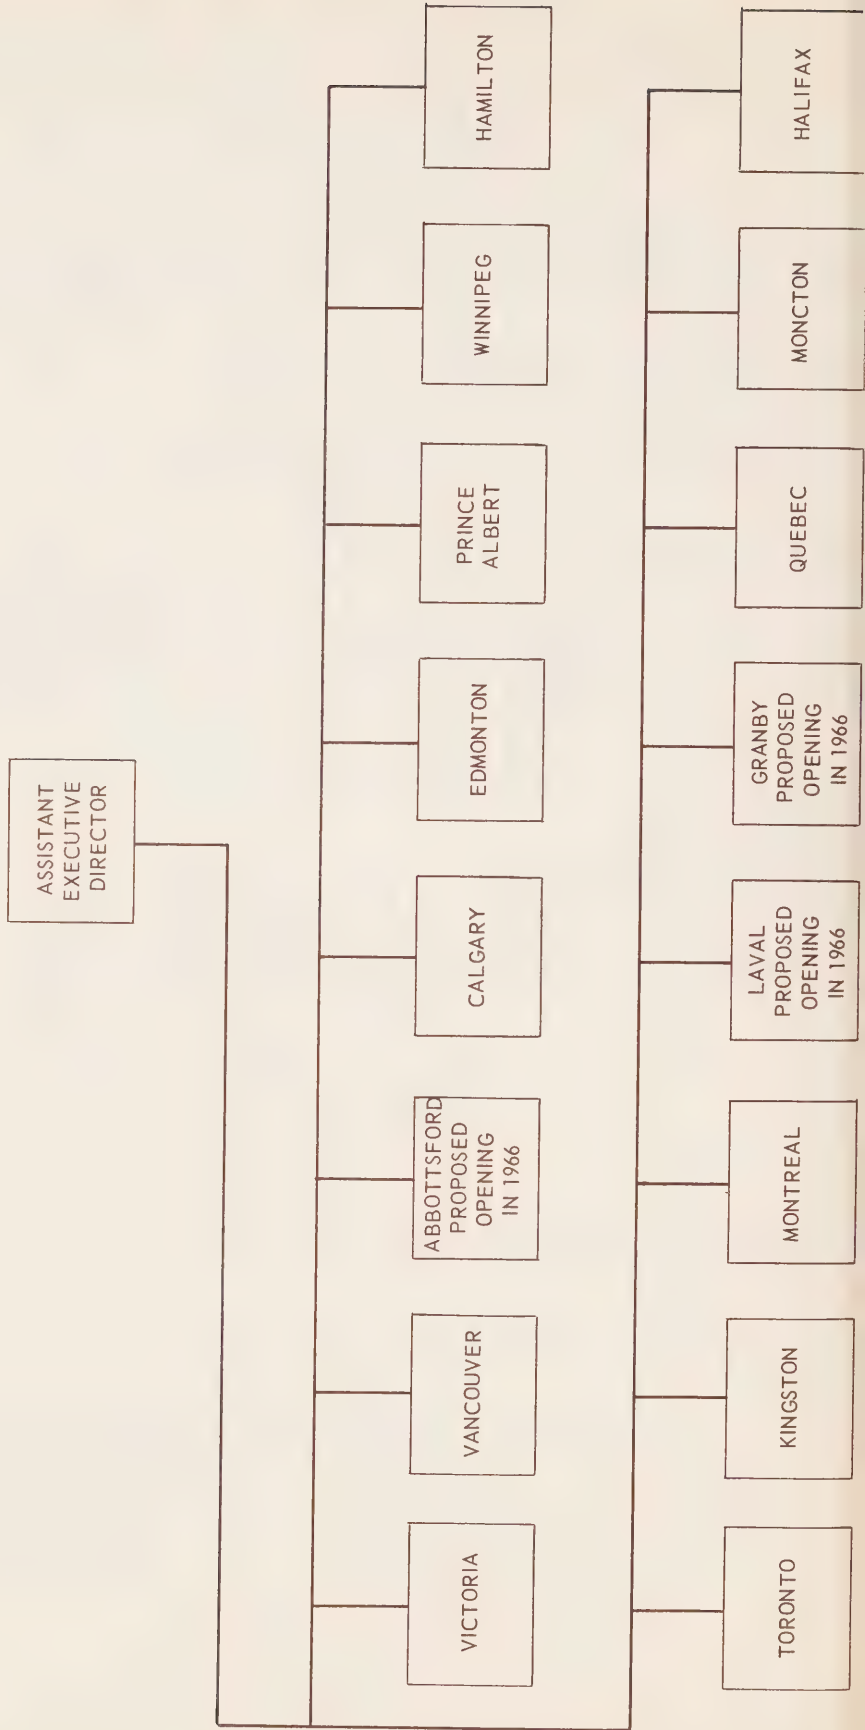 ASSISTANT
EXECUTIVE
DIRECTOR
VICTORIA
VANCOUVER
ABBOTTSFORD
PROPOSED
OPENING
IN 1966
CALGARY
EDMONTON
PRINCE
ALBERT
WINNIPEG
HAMILTON
TORONTO
KINGSTON
MONTREAL
LAVAL
PROPOSED
OPENING
IN 1966
GRANBY
PROPOSED
OPENING
IN 1966
QUEBEC
MONCTON
HALIFAX